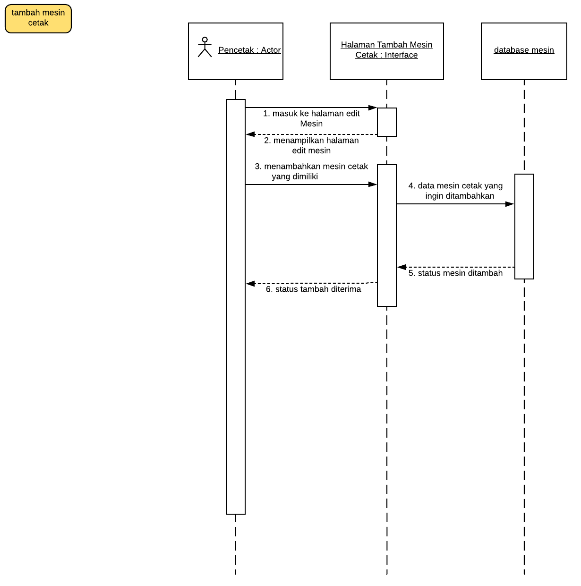 tambah mesin
cetak
Pencetak : Actor
Halaman Tambah Mesin
Cetak : Interface
database mesin
1. masuk ke halaman edit
Mesin
2. menampilkan halaman
edit mesin
3. menambahkan mesin cetak
yang dimiliki
4. data mesin cetak yang
ingin ditambahkan
5. status mesin ditambah
6. status tambah diterima